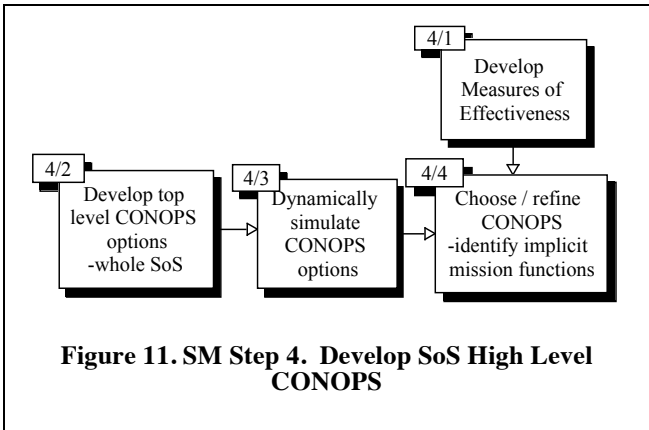 4/1
Develop
Measures of
Effectiveness
4/2
Develop top
level CONOPS
options
-whole SoS
4/3
Dynamically
simulate
CONOPS
options
4/4
Choose / refine
CONOPS
-identify implicit
mission functions
Figure 11. SM Step 4. Develop SoS High Level
CONOPS